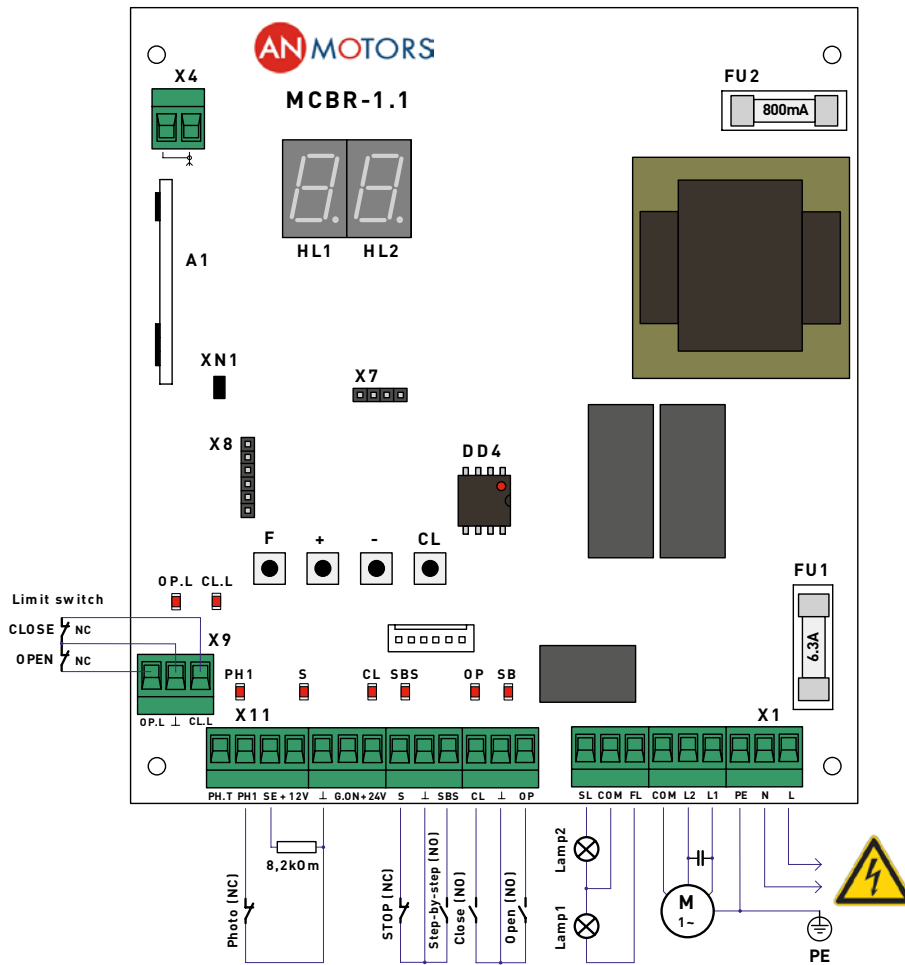 AN MOTORS
X4
FU2
MCBR-1.1
800mA
HL1 HL2
A1
XN1
X7
X8
DD4
F + - CL
OP.L CL.L
FU1
Limit switch
CLOSE NC
X9
OPEN NC
6.3A
PH1 S CL SBS OP SB
X11
X1
OP.L ⊥ CL.L
PH.T PH1 SE + 12V ⊥ G.ON +24V S ⊥ SBS CL ⊥ OP SL COM FL COM L2 L1 PE N L
8,2k0m
Photo (NC)
STOP (NC)
Step-by-step (NO)
Close (NO)
Open (NO)
Lamp2
Lamp1
M
1~
PE